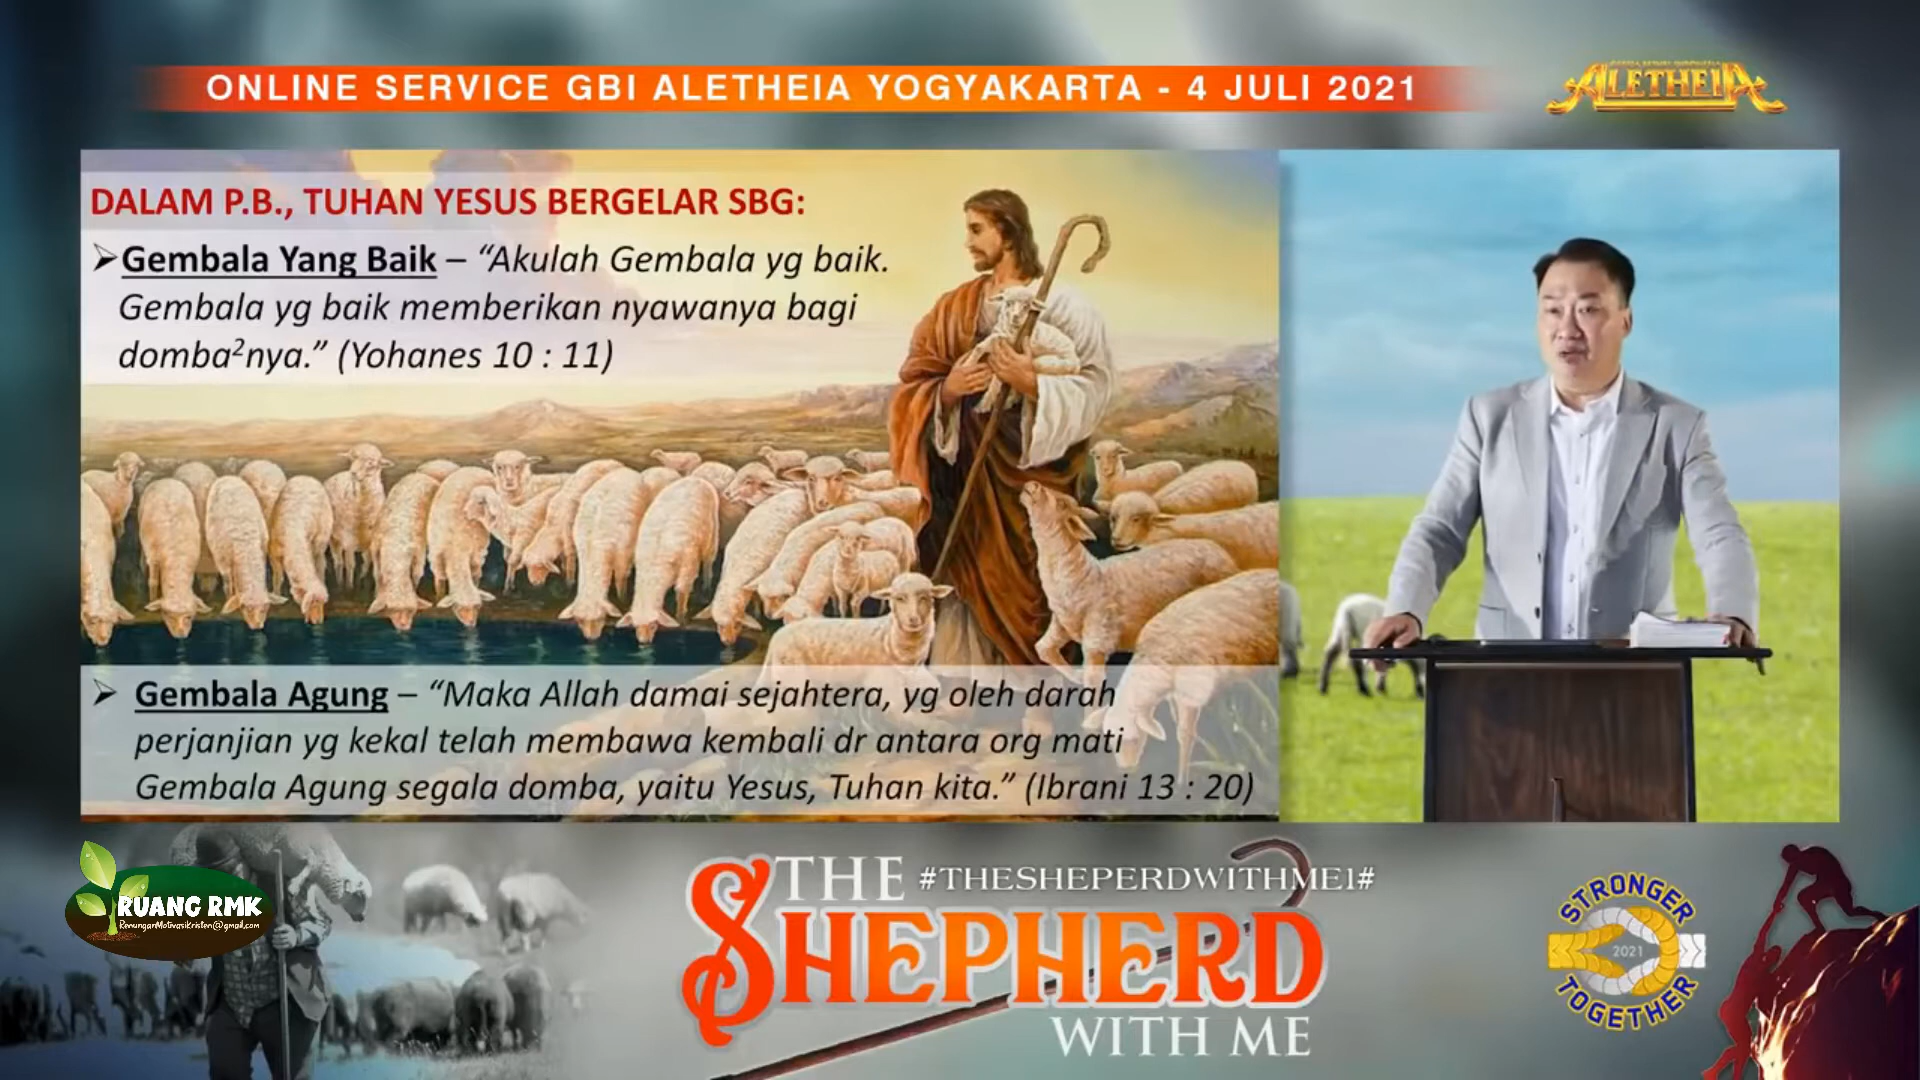 ONLINE SERVICE GBI ALETHEIA YOGYAKARTA - 4 JULI 2021
ALETHEIA
DALAM P.B., TUHAN YESUS BERGELAR SBG:
➢Gembala Yang Baik – “Akulah Gembala yg baik.
Gembala yg baik memberikan nyawanya bagi
domba²nya.” (Yohanes 10 : 11)
➢ Gembala Agung – “Maka Allah damai sejahtera, yg oleh darah
perjanjian yg kekal telah membawa kembali dr antara org mati
Gembala Agung segala domba, yaitu Yesus, Tuhan kita.” (Ibrani 13 : 20)
RUANG RMK
RenunganMotivasiKristen@gmail.com
THE #THESHEPERDWITHME1#
SHEPHERD
WITH ME
STRONGER
2021
TOGETHER